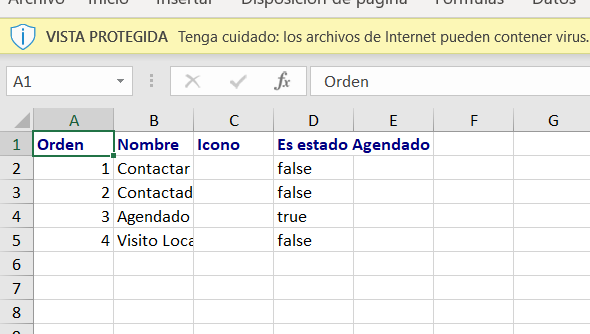 Archivo Inicio Insertar Disposición de página Fórmulas Datos
VISTA PROTEGIDA Tenga cuidado: los archivos de Internet pueden contener virus.
A1 fx Orden
A B C D E F G
1 Orden Nombre Icono Es estado Agendado
2 1 Contactar false
3 2 Contactad false
4 3 Agendado true
5 4 Visito Loca false
6
7
8